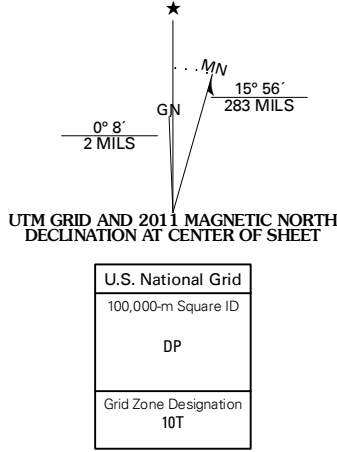 ★
MN
15° 56´
283 MILS
GN
0° 8´
2 MILS
UTM GRID AND 2011 MAGNETIC NORTH
DECLINATION AT CENTER OF SHEET
U.S. National Grid
100,000-m Square ID
DP
Grid Zone Designation
10T